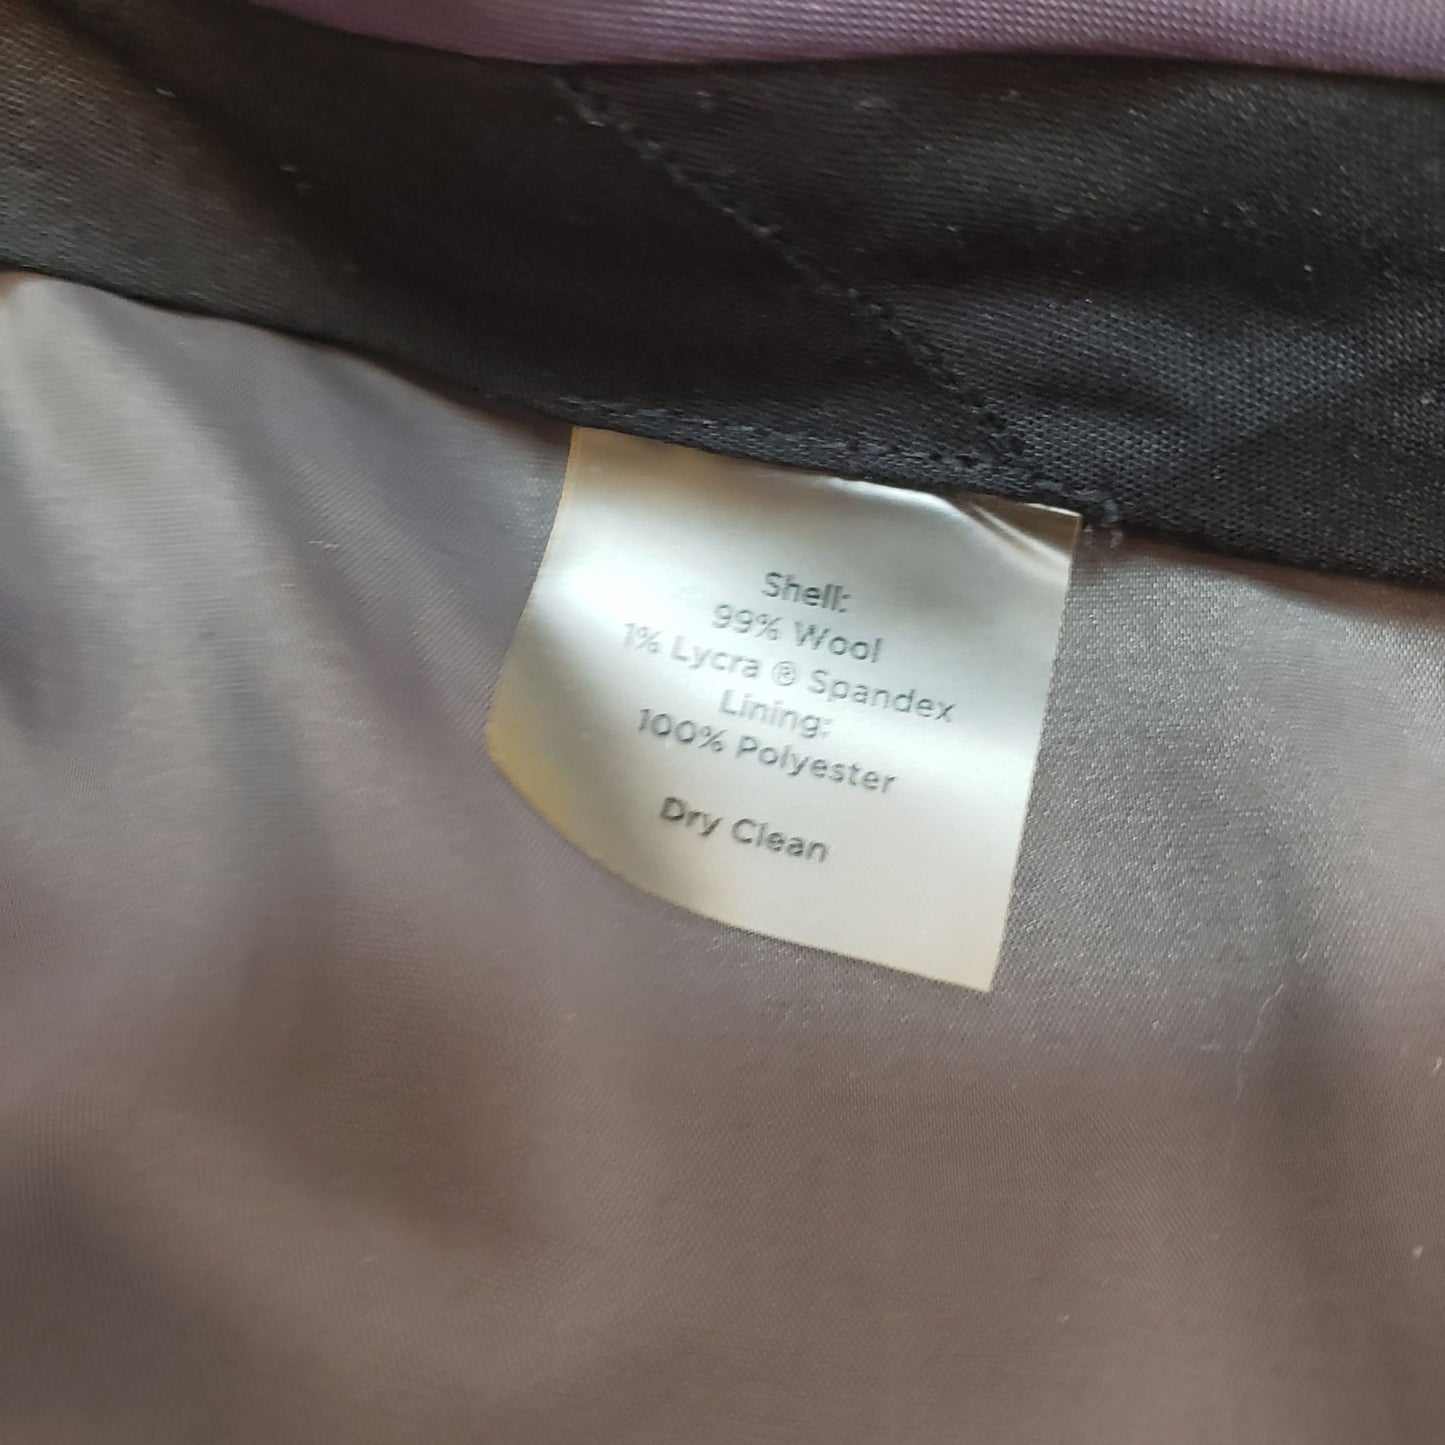 Shell:
99% Wool
1% Lycra ® Spandex
Lining:
100% Polyester
Dry Clean